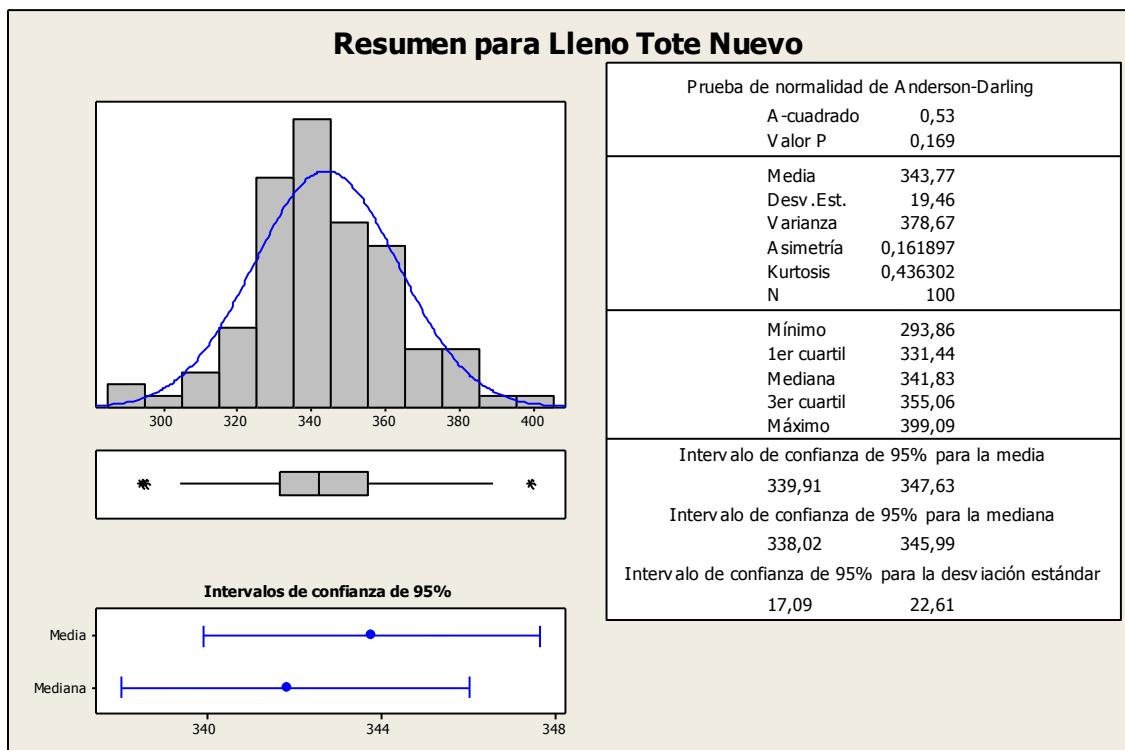 Resumen para Lleno Tote Nuevo
300 320 340 360 380 400
Intervalos de confianza de 95%
Media
Mediana
340 344 348
Prueba de normalidad de Anderson-Darling
A-cuadrado 0,53
Valor P 0,169
Media 343,77
Desv.Est. 19,46
Varianza 378,67
Asimetría 0,161897
Kurtosis 0,436302
N 100
Mínimo 293,86
1er cuartil 331,44
Mediana 341,83
3er cuartil 355,06
Máximo 399,09
Intervalo de confianza de 95% para la media
339,91 347,63
Intervalo de confianza de 95% para la mediana
338,02 345,99
Intervalo de confianza de 95% para la desviación estándar
17,09 22,61